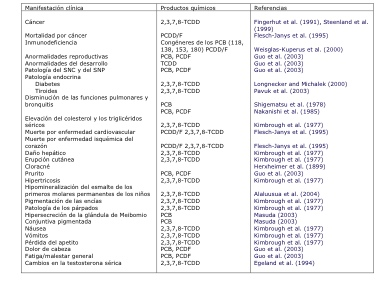 Manifestación clínica Productos químicos Referencias
Cáncer 2,3,7,8-TCDD Fingerhut et al. (1991), Steenland et al. (1999)
Mortalidad por cáncer PCDD/F Flesch-Janys et al. (1995)
Inmunodeficiencia Congéneres de los PCB (118, 138, 153, 180) PCDD/F Weisglas-Kuperus et al. (2000)
Anormalidades reproductivas PCB, PCDF Guo et al. (2003)
Anormalidades del desarrollo TCDD Guo et al. (2003)
Patología del SNC y del SNP PCB, PCDF Guo et al. (2003)
Patología endocrina
Diabetes 2,3,7,8-TCDD Longnecker and Michalek (2000)
Tiroides 2,3,7,8-TCDD Pavuk et al. (2003)
Disminución de las funciones pulmonares y
bronquitis PCB Shigematsu et al. (1978)
PCB, PCDF Nakanishi et al. (1985)
Elevación del colesterol y los triglicéridos
séricos 2,3,7,8-TCDD Kimbrough et al. (1977)
Muerte por enfermedad cardiovascular PCDD/F 2,3,7,8-TCDD Flesch-Janys et al. (1995)
Muerte por enfermedad isquémica del
corazón PCDD/F 2,3,7,8-TCDD Flesch-Janys et al. (1995)
Daño hepático 2,3,7,8-TCDD Kimbrough et al. (1977)
Erupción cutánea 2,3,7,8-TCDD Kimbrough et al. (1977)
Cloracné Herxheimer et al. (1899)
Prurito PCB, PCDF Guo et al. (2003)
Hipertricosis 2,3,7,8-TCDD Kimbrough et al. (1977)
Hipomineralización del esmalte de los
primeros molares permanentes de los niños 2,3,7,8-TCDD Alaluusua et al. (2004)
Pigmentación de las encías 2,3,7,8-TCDD Kimbrough et al. (1977)
Patología de los párpados 2,3,7,8-TCDD Kimbrough et al. (1977)
Hipersecreción de la glándula de Meibomio PCB Masuda (2003)
Conjuntiva pigmentada PCB Masuda (2003)
Náusea 2,3,7,8-TCDD Kimbrough et al. (1977)
Vómitos 2,3,7,8-TCDD Kimbrough et al. (1977)
Pérdida del apetito 2,3,7,8-TCDD Kimbrough et al. (1977)
Dolor de cabeza PCB, PCDF Guo et al. (2003)
Fatiga/malestar general PCB, PCDF Guo et al. (2003)
Cambios en la testosterona sérica 2,3,7,8-TCDD Egeland et al. (1994)